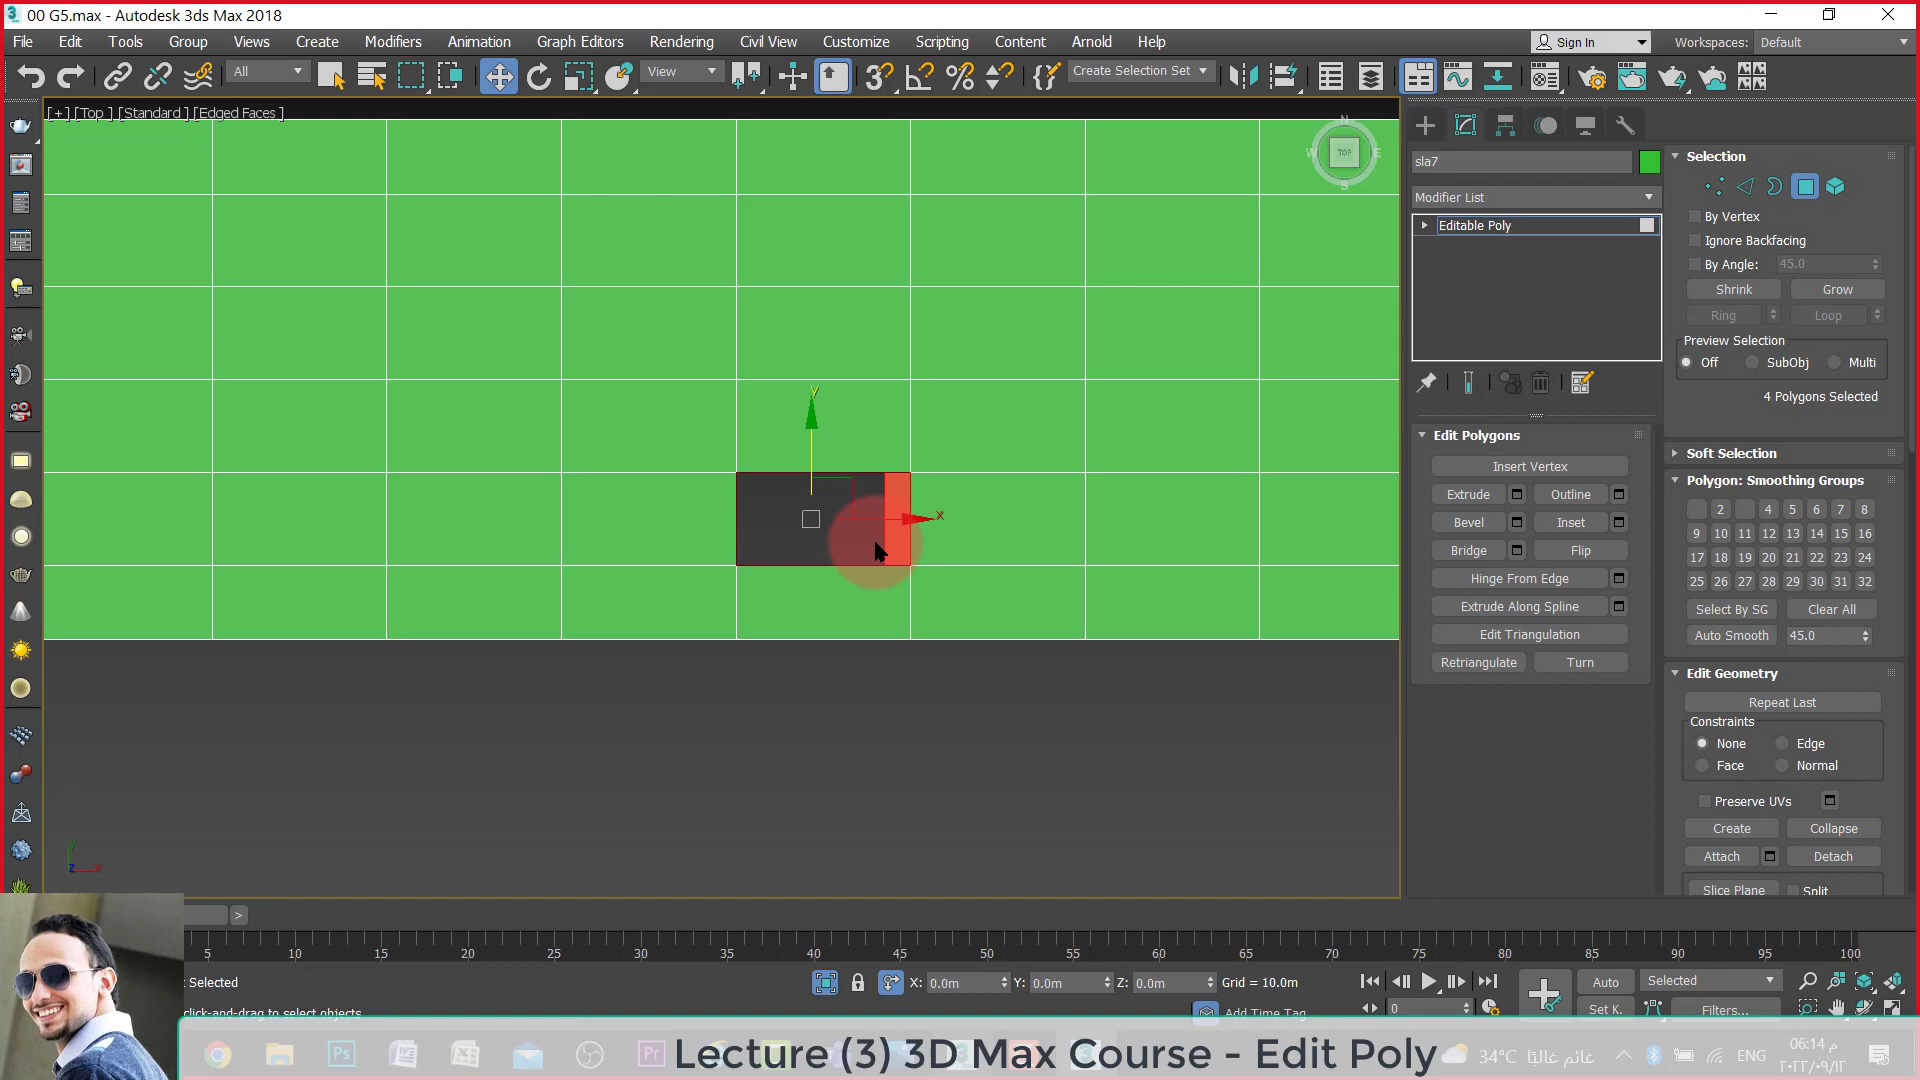 00 G5.max - Autodesk 3ds Max 2018
File Edit Tools Group Views Create Modifiers Animation Graph Editors Rendering Civil View Customize Scripting Content Arnold Help
Sign In Workspaces: Default
All View Create Selection Set
[+] [Top ] [Standard ] [Edged Faces ]
N W TOP E S
sla7
Modifier List
Editable Poly
Selection
By Vertex
Ignore Backfacing
By Angle: 45.0
Shrink Grow
Ring Loop
Preview Selection
Off SubObj Multi
4 Polygons Selected
Edit Polygons
Insert Vertex
Extrude Outline
Bevel Inset
Bridge Flip
Hinge From Edge
Extrude Along Spline
Edit Triangulation
Retriangulate Turn
Soft Selection
Polygon: Smoothing Groups
2 4 5 6 7 8
9 10 11 12 13 14 15 16
17 18 19 20 21 22 23 24
25 26 27 28 29 30 31 32
Select By SG Clear All
Auto Smooth 45.0
Edit Geometry
Repeat Last
Constraints
None Edge
Face Normal
Preserve UVs
Create Collapse
Attach Detach
Slice Plane Split
y
x
y
z x
>
5 10 15 20 25 30 35 40 45 50 55 60 65 70 75 80 85 90 95 100
Selected X: 0.0m Y: 0.0m Z: 0.0m Grid = 10.0m Auto Selected
click-and-drag to select objects Add Time Tag 0 Set K. Filters...
Lecture (3) 3D Max Course - Edit Poly
34°C غائم غالبًا ENG
06:14 م
٢٠٢٢/٠٩/١٢